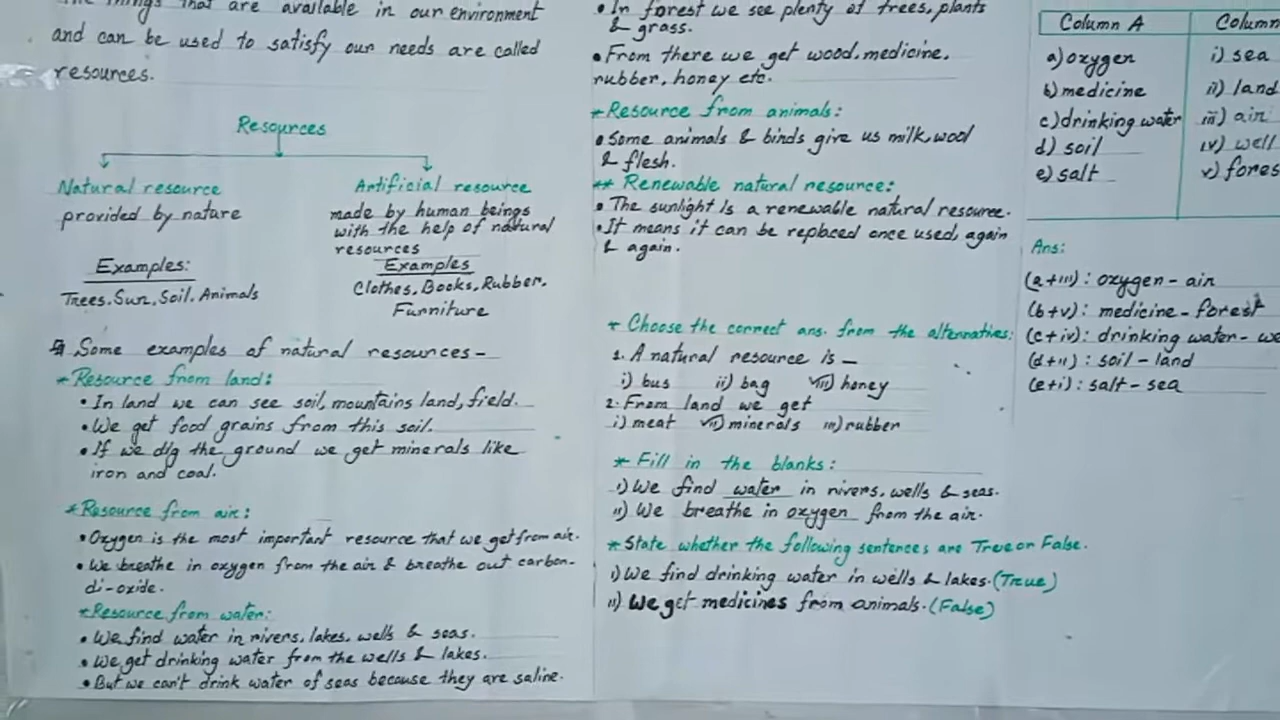 The things that are available in our environment
and can be used to satisfy our needs are called
resources.
Resources
Natural resource
provided by nature
Examples:
Trees, Sun, Soil, Animals
Artificial resource
made by human beings
with the help of natural
resources
Examples
Clothes, Books, Rubber,
Furniture
Some examples of natural resources-
* Resource from land:
• In land we can see soil, mountains land, field.
• We get food grains from this soil.
• If we dig the ground we get minerals like
iron and coal.
* Resource from air:
• Oxygen is the most important resource that we get from air.
• We breathe in oxygen from the air & breathe out carbon-
di-oxide.
* Resource from water:
• We find water in rivers, lakes, wells & seas.
• We get drinking water from the wells & lakes.
• But we can't drink water of seas because they are saline.
• In forest we see plenty of trees, plants
& grass.
• From there we get wood, medicine,
rubber, honey etc.
* Resource from animals:
• Some animals & birds give us milk, wool
& flesh.
** Renewable natural resource:
• The sunlight is a renewable natural resource.
• It means it can be replaced once used, again
& again.
* Choose the correct ans. from the alternatives:
1. A natural resource is —
i) bus ii) bag ✓iii) honey
2. From land we get
i) meat ✓ii) minerals iii) rubber
* Fill in the blanks:
i) We find water in rivers, wells & seas.
ii) We breathe in oxygen from the air.
* State whether the following sentences are True or False.
i) We find drinking water in wells & lakes. (True)
ii) We get medicines from animals. (False)
Column A Column
a) oxygen i) sea
b) medicine ii) land
c) drinking water iii) air
d) soil iv) well
e) salt v) fores
Ans:
(a+iii) : oxygen - air
(b+v) : medicine - forest
(c+iv) : drinking water - we
(d+ii) : soil - land
(e+i) : salt - sea